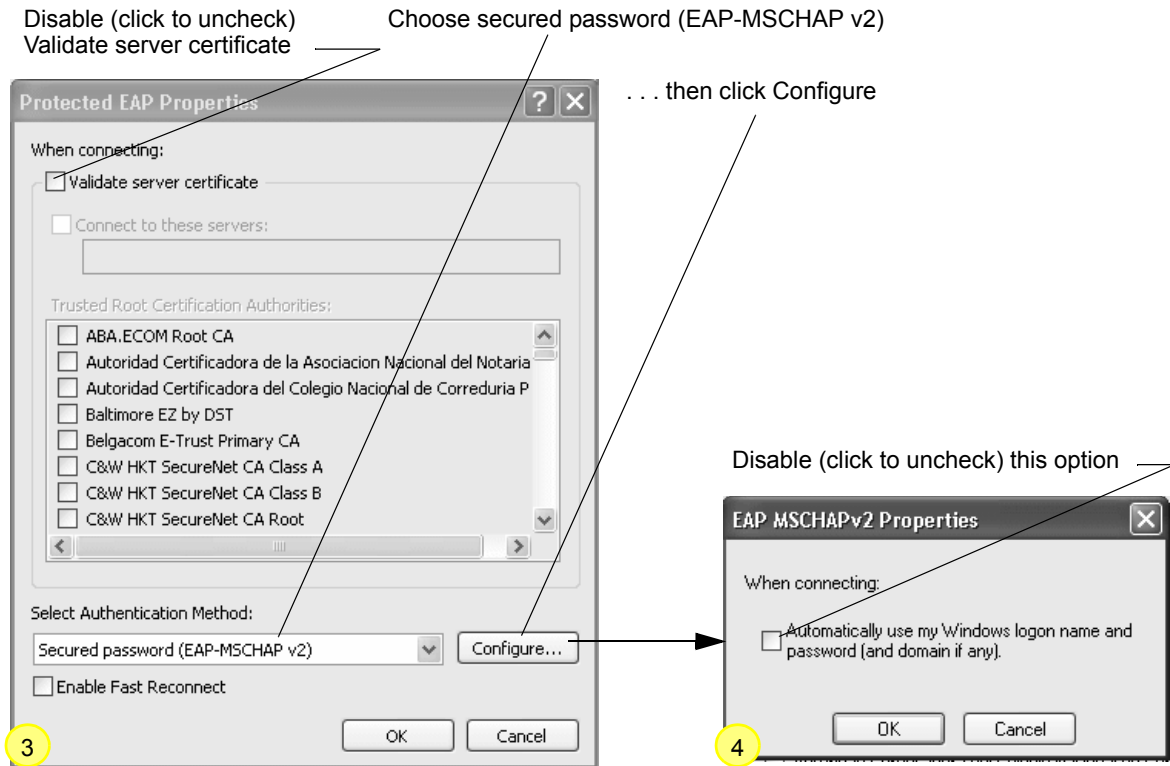 Disable (click to uncheck)
Validate server certificate
Choose secured password (EAP-MSCHAP v2)
. . . then click Configure
Protected EAP Properties
When connecting:
Validate server certificate
Connect to these servers:
Trusted Root Certification Authorities:
ABA.ECOM Root CA
Autoridad Certificadora de la Asociacion Nacional del Notaria
Autoridad Certificadora del Colegio Nacional de Correduria P
Baltimore EZ by DST
Belgacom E-Trust Primary CA
C&W HKT SecureNet CA Class A
C&W HKT SecureNet CA Class B
C&W HKT SecureNet CA Root
Select Authentication Method:
Secured password (EAP-MSCHAP v2)
Configure...
Enable Fast Reconnect
OK
Cancel
3
Disable (click to uncheck) this option
EAP MSCHAPv2 Properties
When connecting:
Automatically use my Windows logon name and
password (and domain if any).
OK
Cancel
4